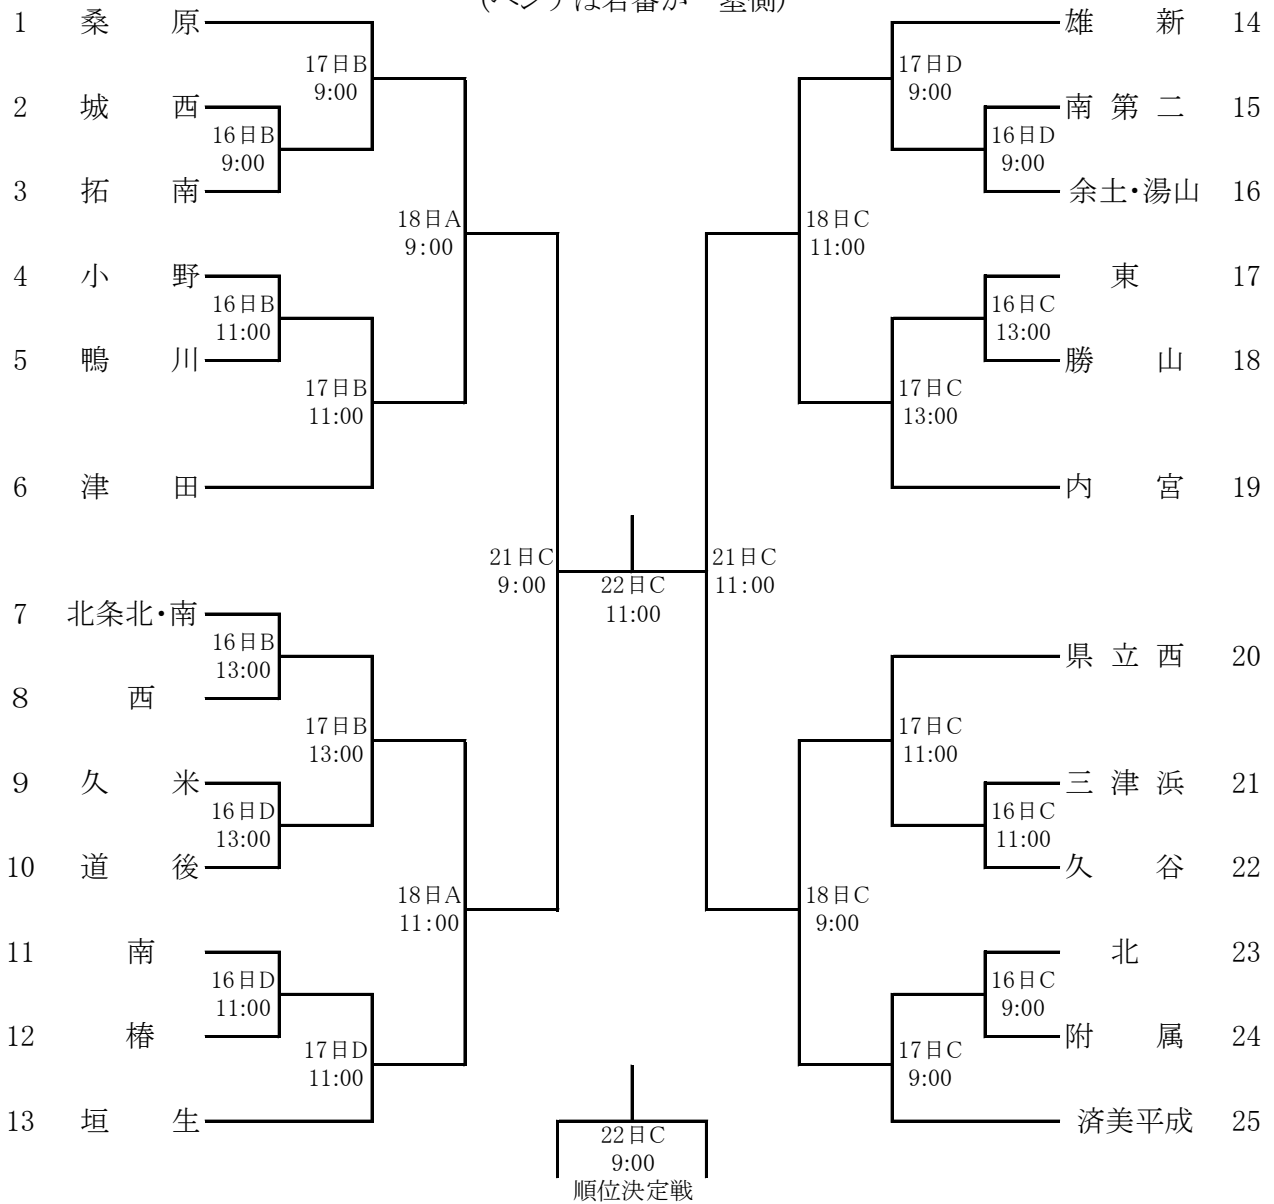 (ベンチは若番が一塁側)
1 桑原
17日B
9:00
2 城西
16日B
9:00
3 拓南
18日A
9:00
4 小野
16日B
11:00
5 鴨川
17日B
11:00
6 津田
21日C
9:00
7 北条北・南
16日B
13:00
8 西
17日B
13:00
9 久米
16日D
13:00
10 道後
18日A
11:00
11 南
16日D
11:00
12 椿
17日D
11:00
13 垣生
22日C
11:00
22日C
9:00
順位決定戦
雄新 14
17日D
9:00
南第二 15
16日D
9:00
余土・湯山 16
18日C
11:00
東 17
16日C
13:00
勝山 18
17日C
13:00
内宮 19
21日C
11:00
県立西 20
17日C
11:00
三津浜 21
16日C
11:00
久谷 22
18日C
9:00
北 23
16日C
9:00
附属 24
17日C
9:00
済美平成 25